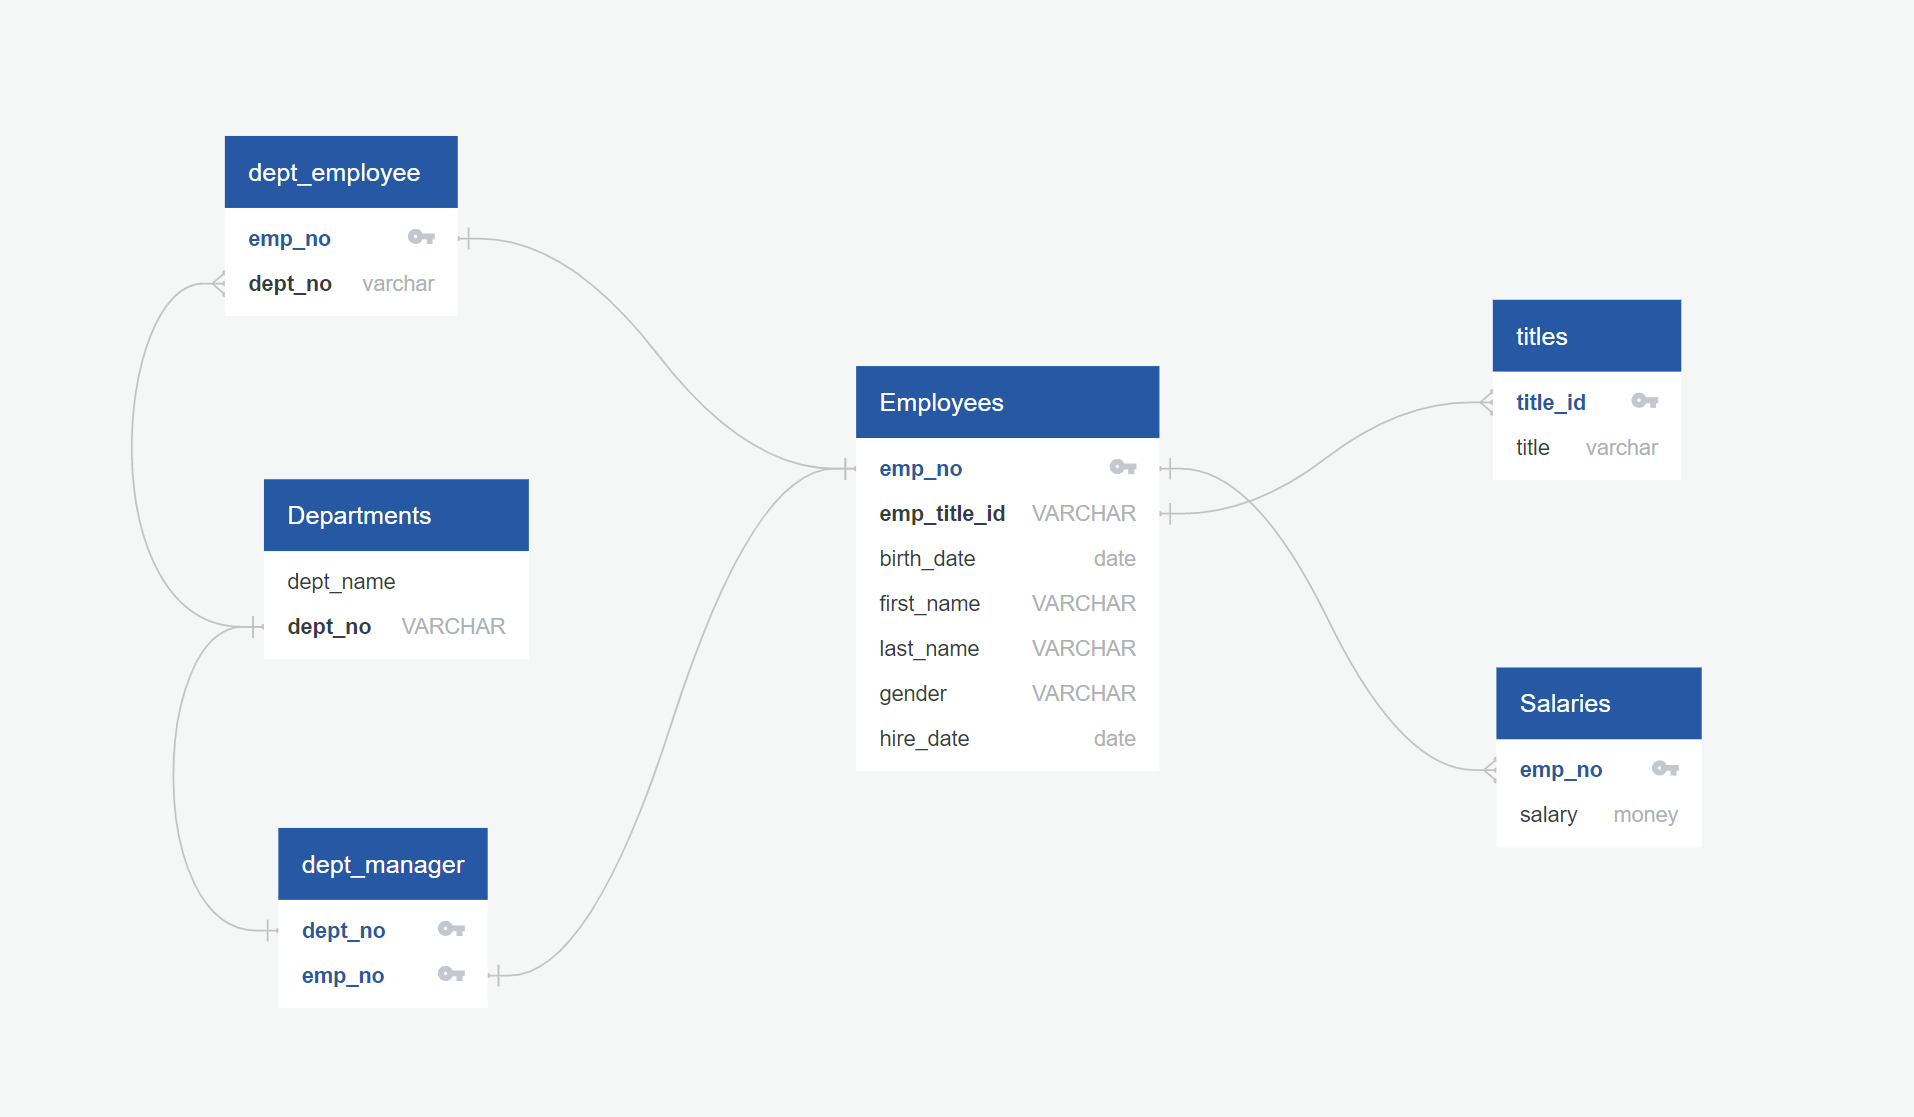 dept_employee
emp_no
dept_no varchar
Departments
dept_name
dept_no VARCHAR
dept_manager
dept_no
emp_no
Employees
emp_no
emp_title_id VARCHAR
birth_date date
first_name VARCHAR
last_name VARCHAR
gender VARCHAR
hire_date date
titles
title_id
title varchar
Salaries
emp_no
salary money